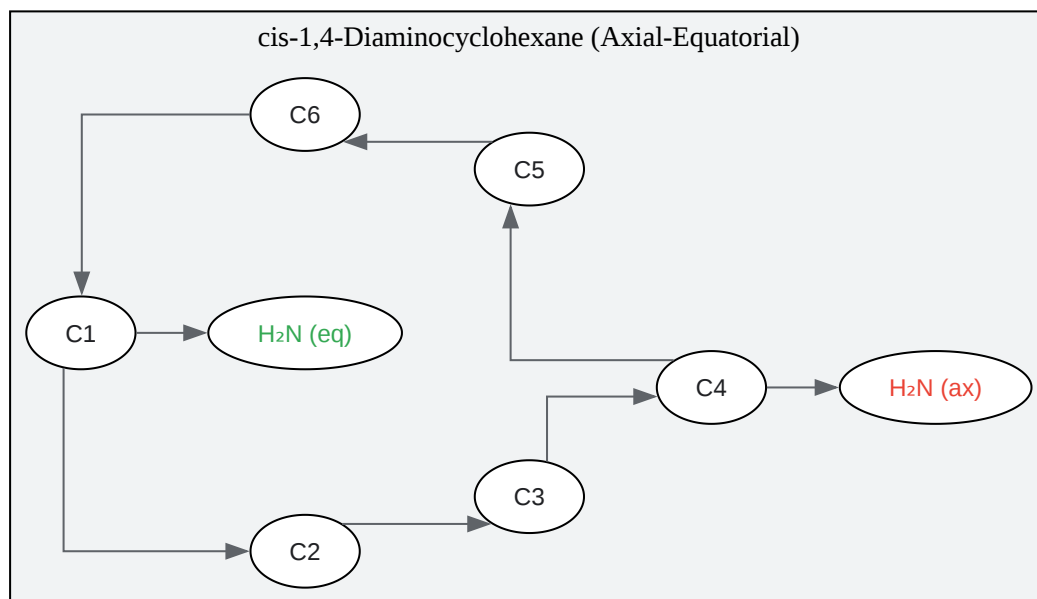 cis-1,4-Diaminocyclohexane (Axial-Equatorial)
C6
C5
C1
H₂N (eq)
C4
H₂N (ax)
C3
C2